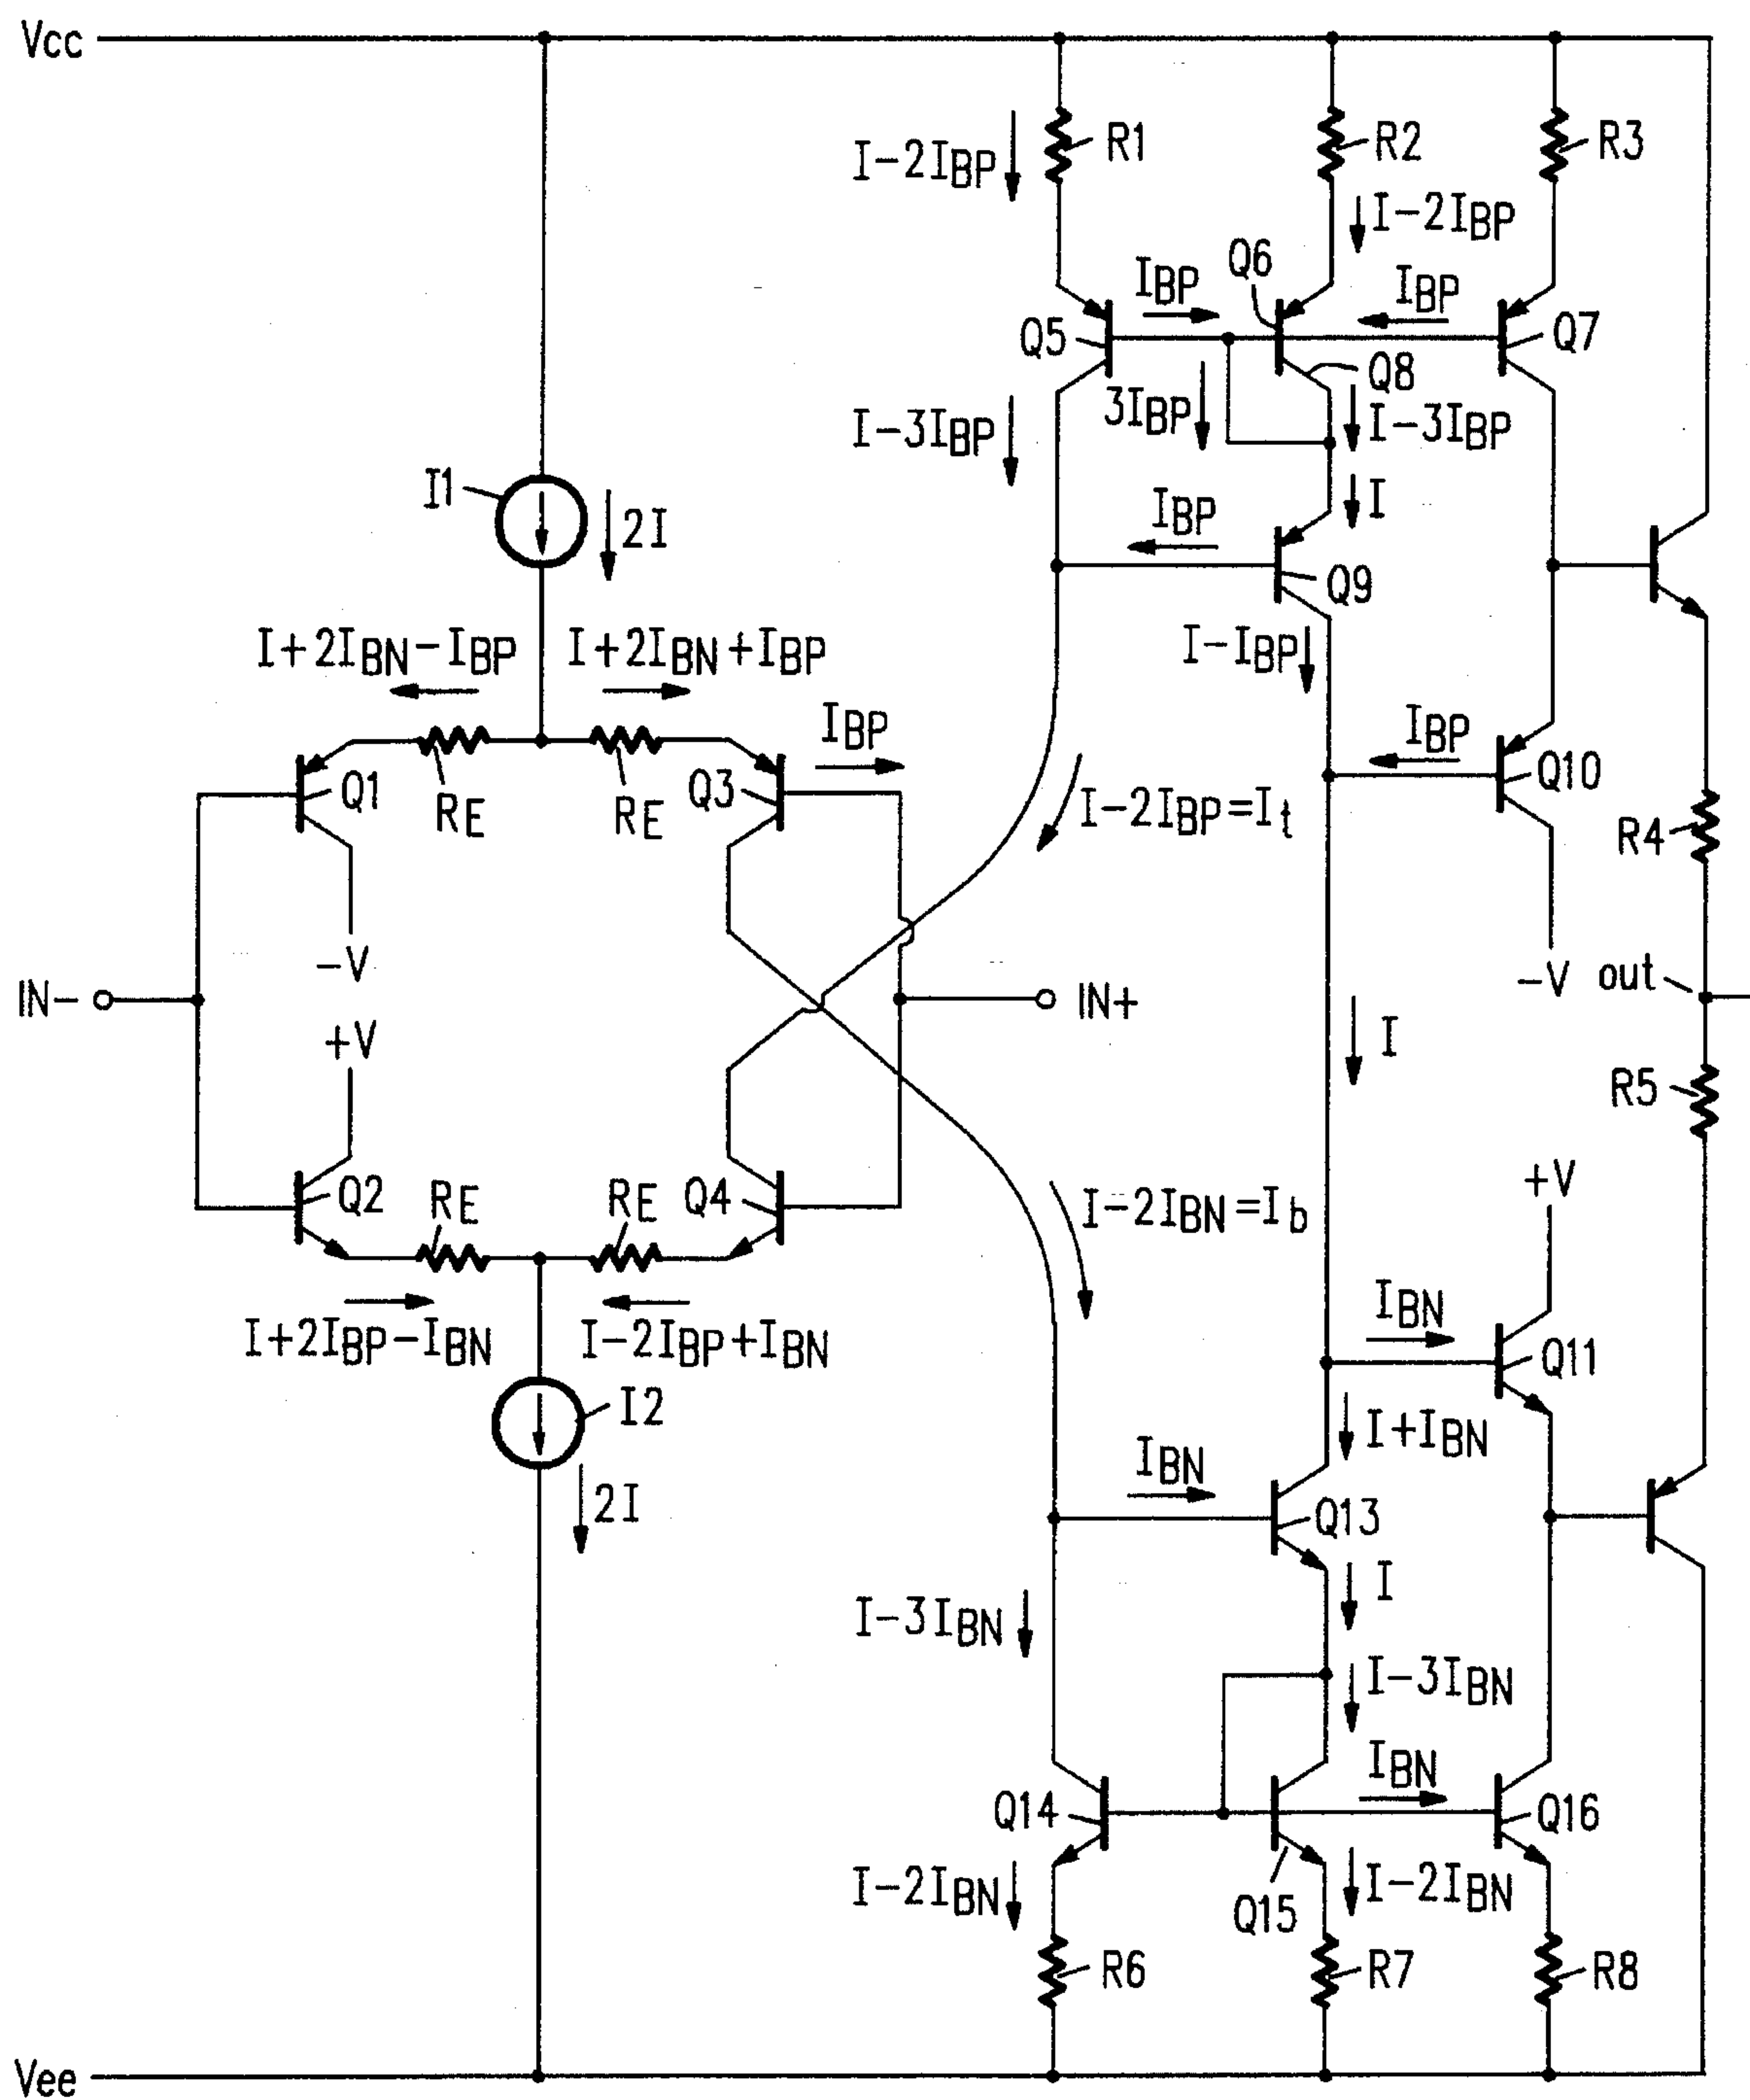 Vcc
R1
R2
R3
I-2IBP
I-2IBP
Q6
IBP
IBP
Q5
Q7
Q8
3IBP
I-3IBP
I-3IBP
I1
2I
I
IBP
Q9
I+2IBN-IBP
I+2IBN+IBP
I-IBP
IBP
IBP
Q1
RE
RE
Q3
Q10
I-2IBP=It
R4
-V
-V
out
IN-
IN+
+V
I
R5
Q2
RE
RE
Q4
I-2IBN=Ib
+V
IBN
I+2IBP-IBN
I-2IBP+IBN
Q11
I2
I+IBN
IBN
2I
Q13
I
I-3IBN
I-3IBN
IBN
Q14
Q16
I-2IBN
I-2IBN
Q15
R6
R7
R8
Vee